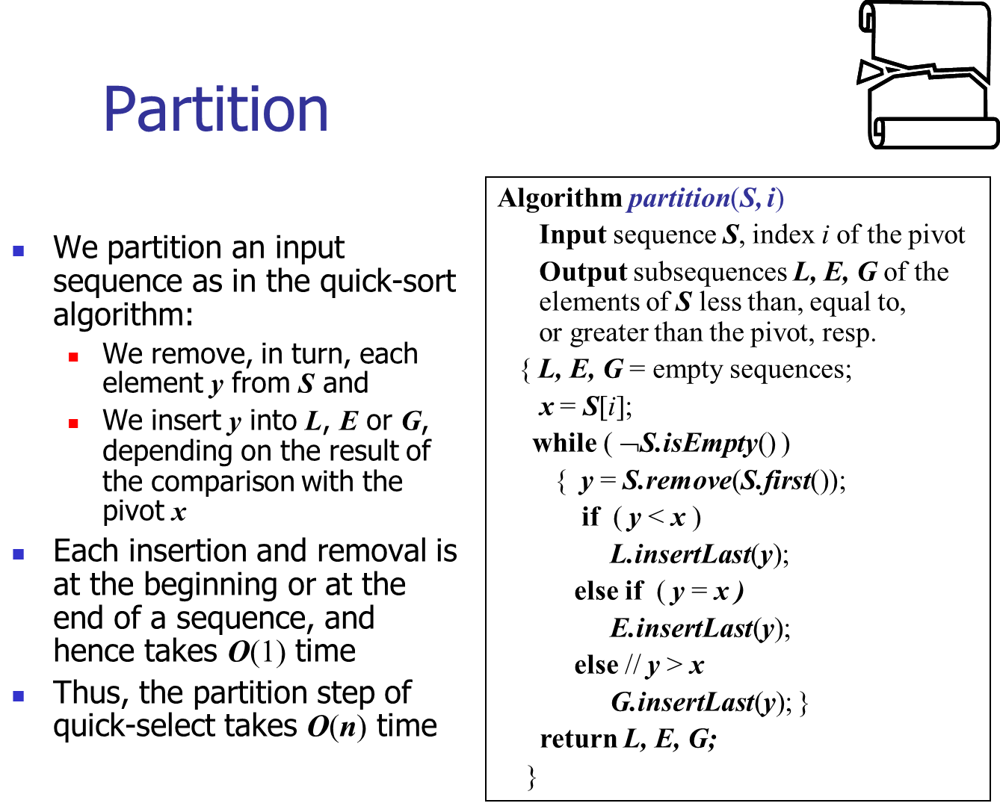 Partition
We partition an input
sequence as in the quick-sort
algorithm:
We remove, in turn, each
element y from S and
We insert y into L, E or G,
depending on the result of
the comparison with the
pivot x
Each insertion and removal is
at the beginning or at the
end of a sequence, and
hence takes O(1) time
Thus, the partition step of
quick-select takes O(n) time
Algorithm partition(S, i)
Input sequence S, index i of the pivot
Output subsequences L, E, G of the
elements of S less than, equal to,
or greater than the pivot, resp.
{ L, E, G = empty sequences;
x = S[i];
while ( ¬S.isEmpty() )
{ y = S.remove(S.first());
if ( y < x )
L.insertLast(y);
else if ( y = x )
E.insertLast(y);
else // y > x
G.insertLast(y); }
return L, E, G;
}